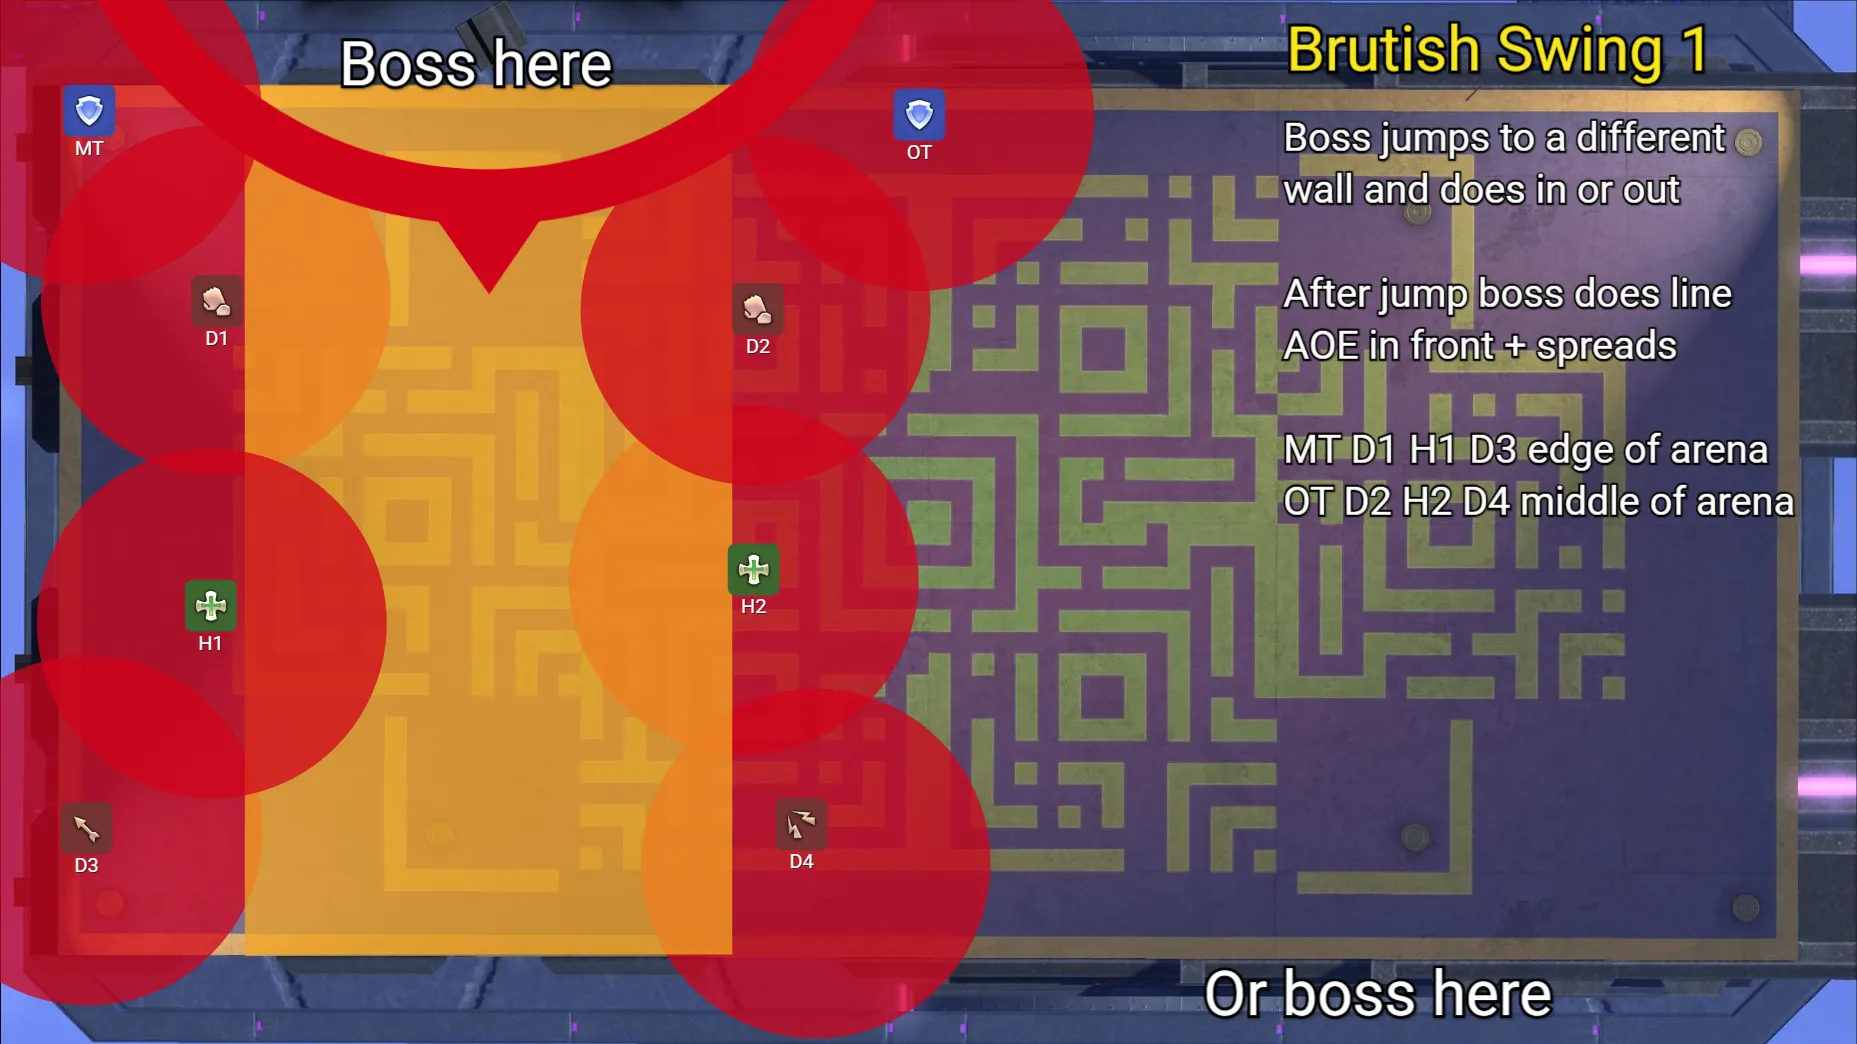 Boss here
Brutish Swing 1
MT
OT
Boss jumps to a different
wall and does in or out
D1
D2
After jump boss does line
AOE in front + spreads
MT D1 H1 D3 edge of arena
OT D2 H2 D4 middle of arena
H1
H2
D3
D4
Or boss here